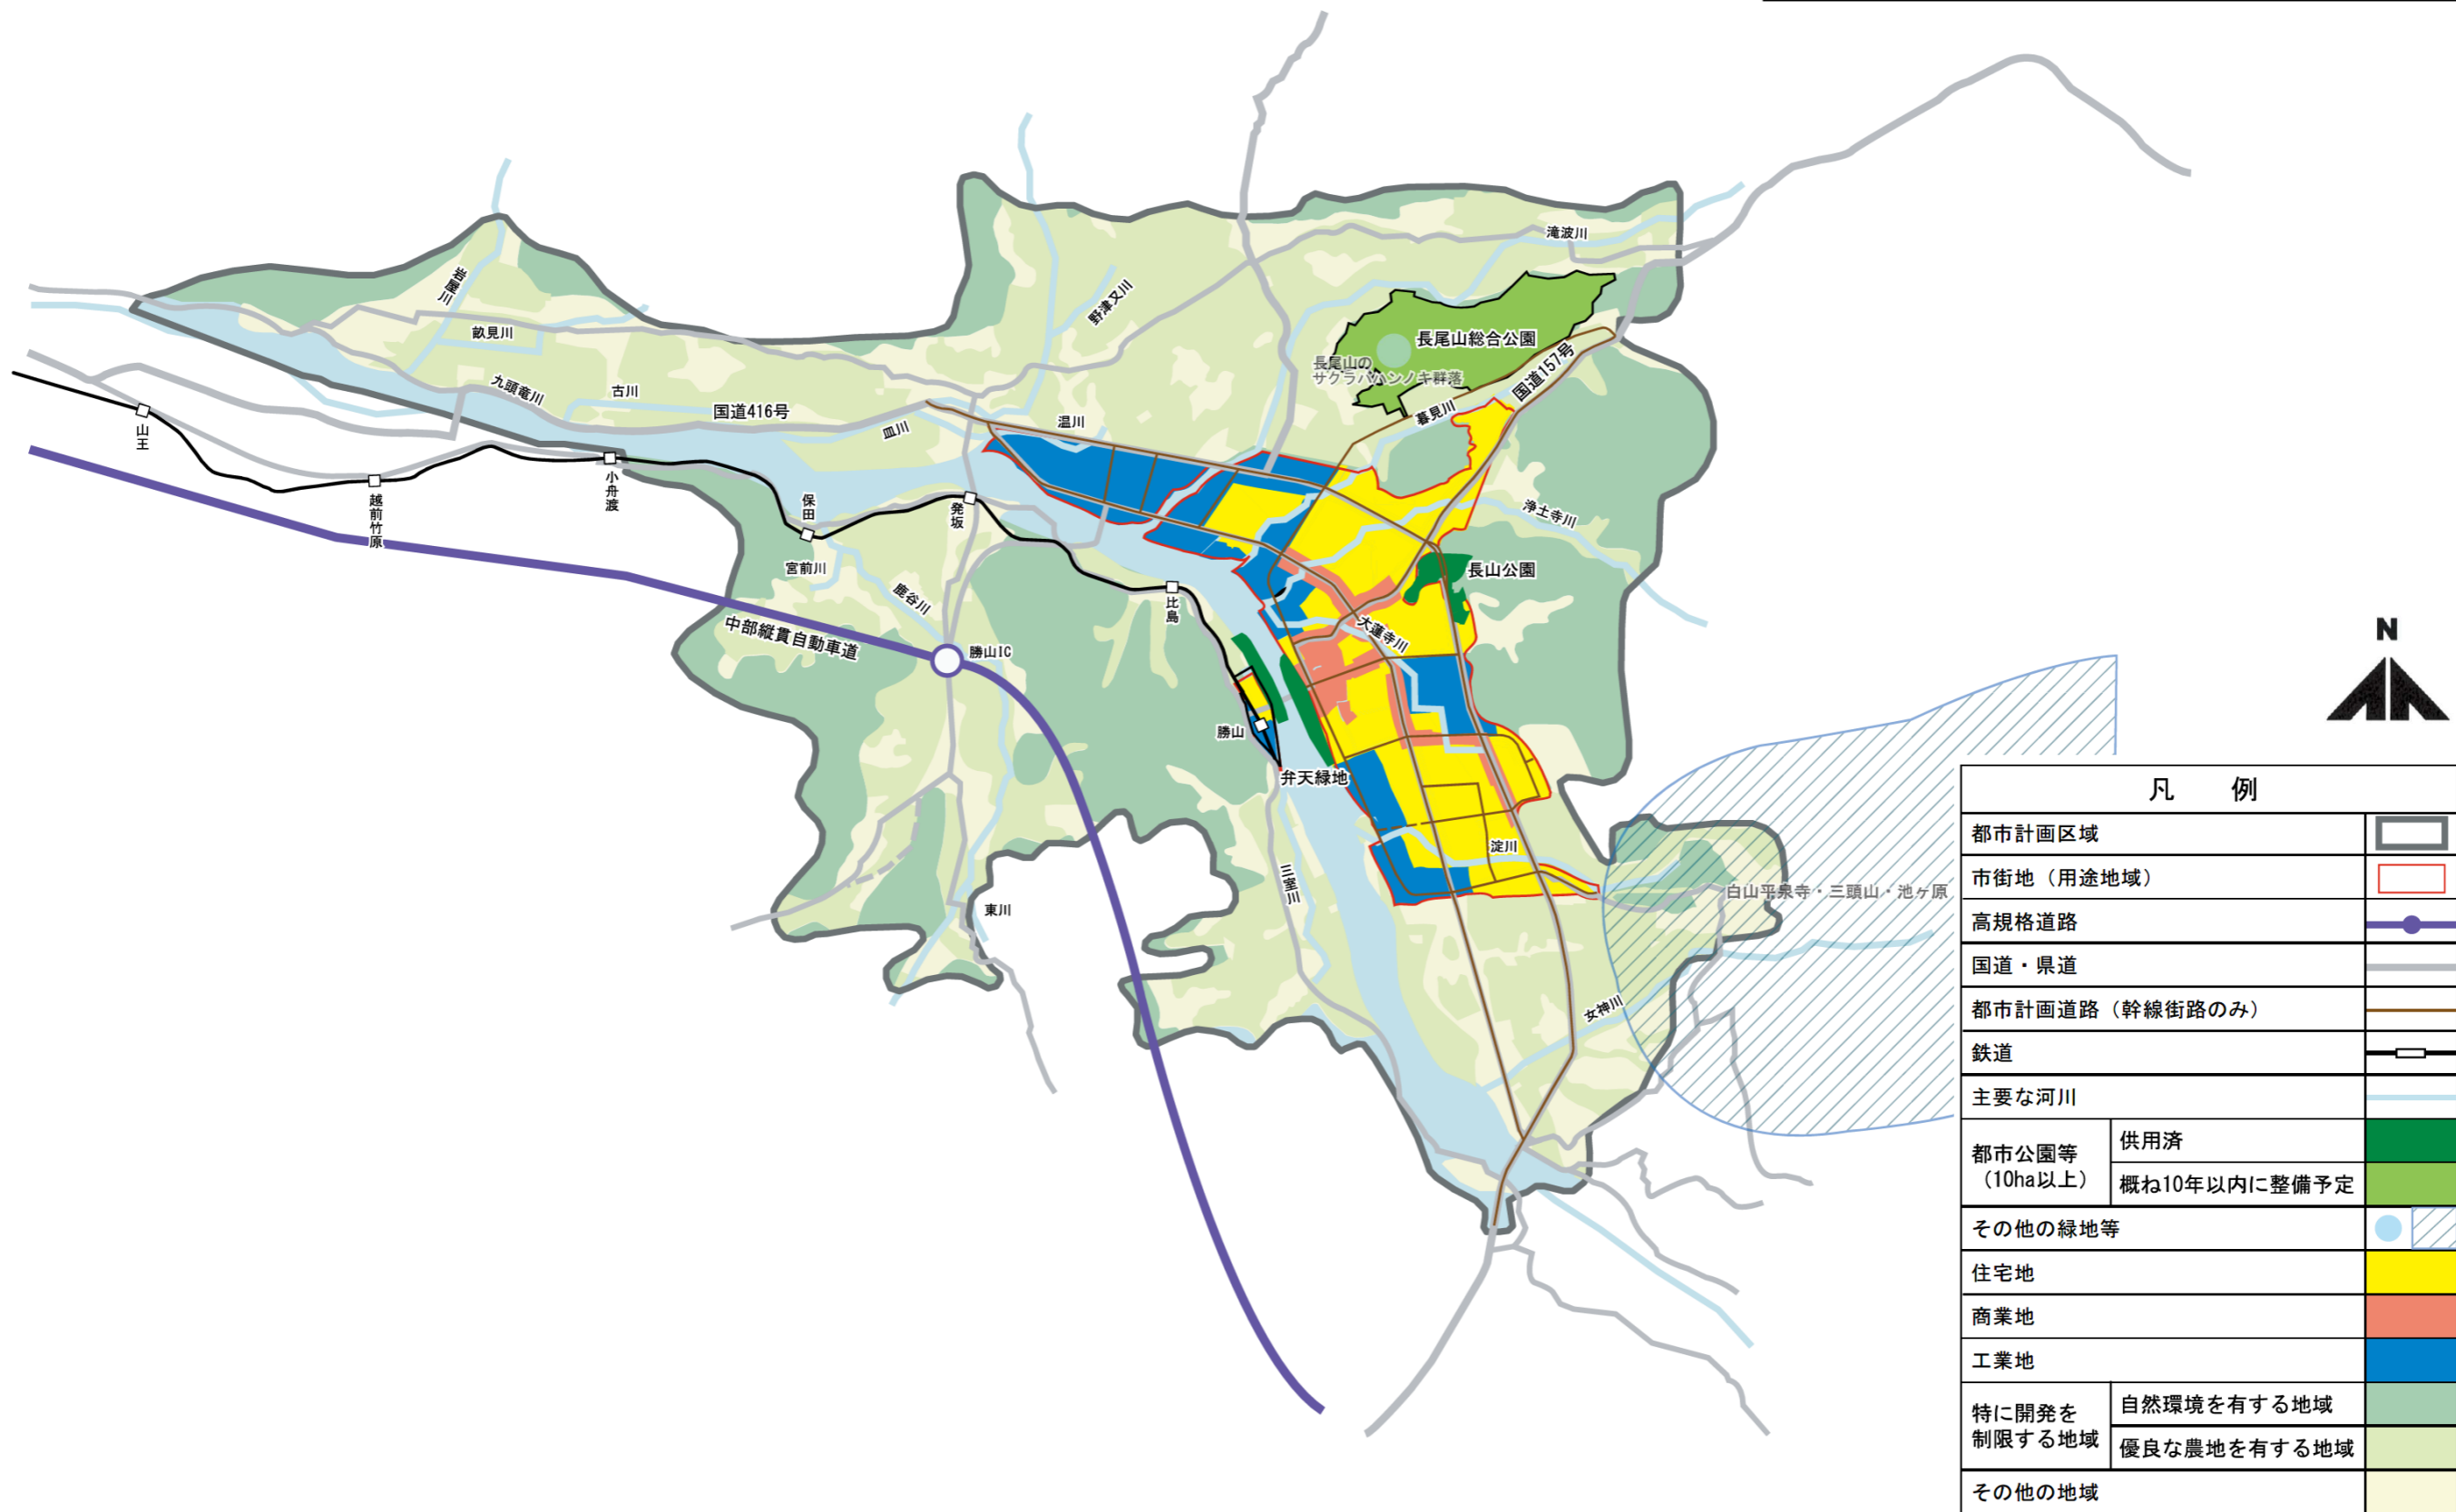 滝波川
岩屋川
野津又川
畝見川
長尾山総合公園
長尾山の
サクラバハンノキ群落
国道157号
九頭竜川
古川
国道416号
皿川
温川
暮見川
山王
越前竹原
小舟渡
保田
発坂
浄土寺川
宮前川
鹿谷川
比島
長山公園
中部縦貫自動車道
勝山IC
大蓮寺川
勝山
弁天緑地
淀川
三室川
東川
白山平泉寺・三頭山・池ヶ原
女神川
N
凡 例
都市計画区域
市街地（用途地域）
高規格道路
国道・県道
都市計画道路（幹線街路のみ）
鉄道
主要な河川
都市公園等
（10ha以上）
供用済
概ね10年以内に整備予定
その他の緑地等
住宅地
商業地
工業地
特に開発を
制限する地域
自然環境を有する地域
優良な農地を有する地域
その他の地域